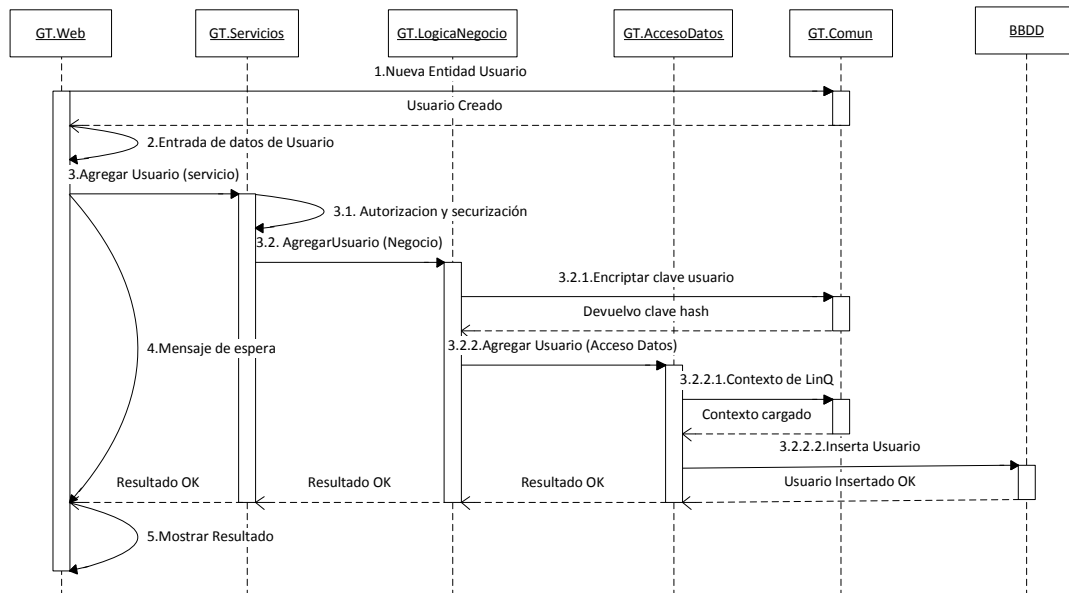 GT.Web
GT.Servicios
GT.LogicaNegocio
GT.AccesoDatos
GT.Comun
BBDD
1.Nueva Entidad Usuario
Usuario Creado
2.Entrada de datos de Usuario
3.Agregar Usuario (servicio)
3.1. Autorizacion y securización
3.2. AgregarUsuario (Negocio)
3.2.1.Encriptar clave usuario
Devuelvo clave hash
4.Mensaje de espera
3.2.2.Agregar Usuario (Acceso Datos)
3.2.2.1.Contexto de LinQ
Contexto cargado
3.2.2.2.Inserta Usuario
Resultado OK
Resultado OK
Resultado OK
Usuario Insertado OK
5.Mostrar Resultado